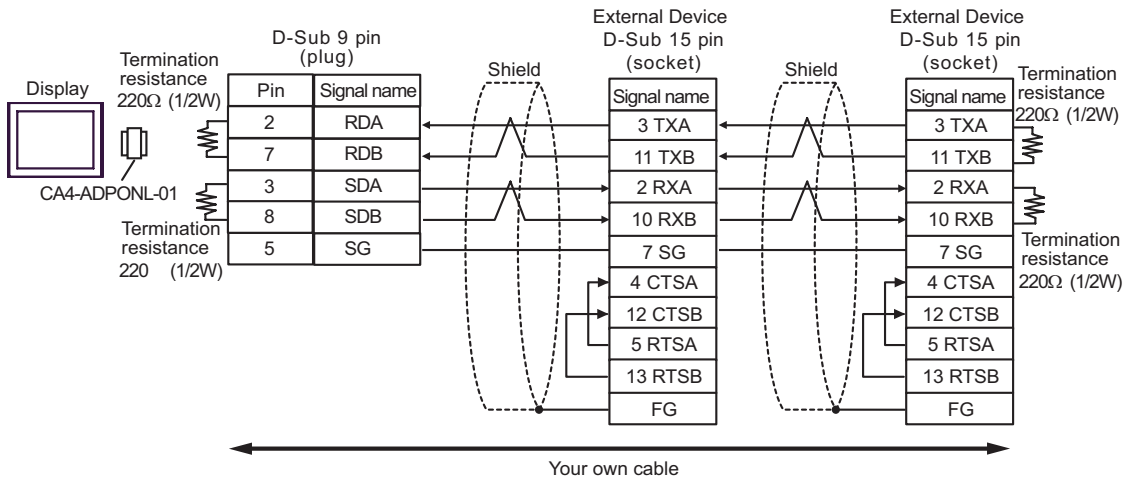 Display
CA4-ADPONL-01
Termination
resistance
220Ω (1/2W)
Termination
resistance
220 (1/2W)
D-Sub 9 pin
(plug)
Pin Signal name
2 RDA
7 RDB
3 SDA
8 SDB
5 SG
Shield
External Device
D-Sub 15 pin
(socket)
Signal name
3 TXA
11 TXB
2 RXA
10 RXB
7 SG
4 CTSA
12 CTSB
5 RTSA
13 RTSB
FG
Shield
External Device
D-Sub 15 pin
(socket)
Signal name
3 TXA
11 TXB
2 RXA
10 RXB
7 SG
4 CTSA
12 CTSB
5 RTSA
13 RTSB
FG
Termination
resistance
220Ω (1/2W)
Termination
resistance
220Ω (1/2W)
Your own cable